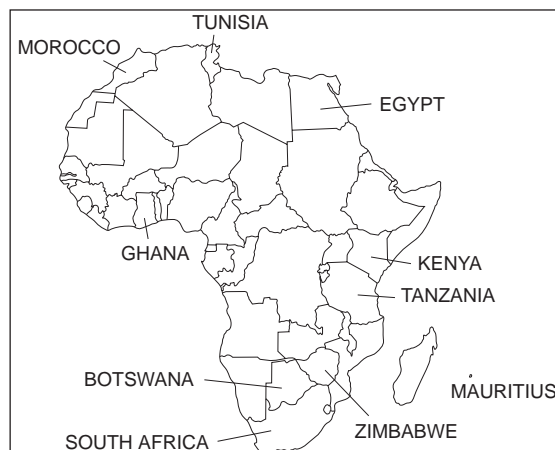 TUNISIA
MOROCCO
EGYPT
GHANA
KENYA
TANZANIA
BOTSWANA
MAURITIUS
ZIMBABWE
SOUTH AFRICA